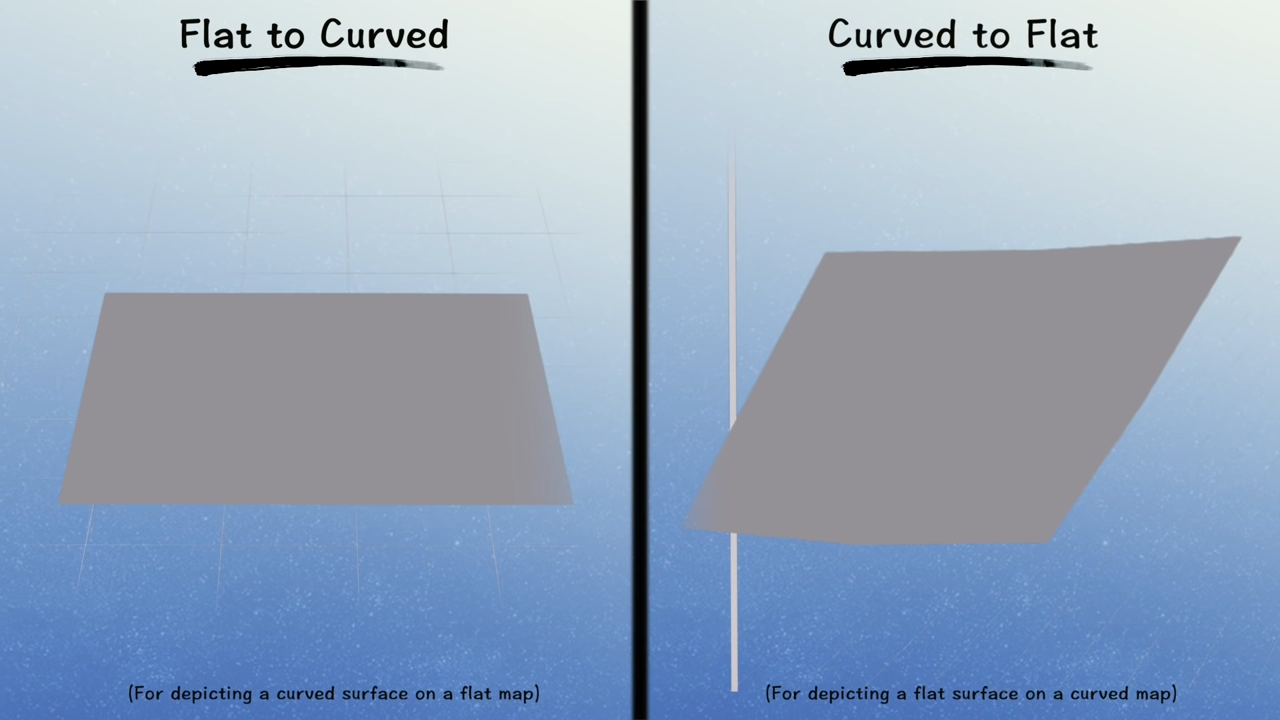 Flat to Curved
(For depicting a curved surface on a flat map)
Curved to Flat
(For depicting a flat surface on a curved map)